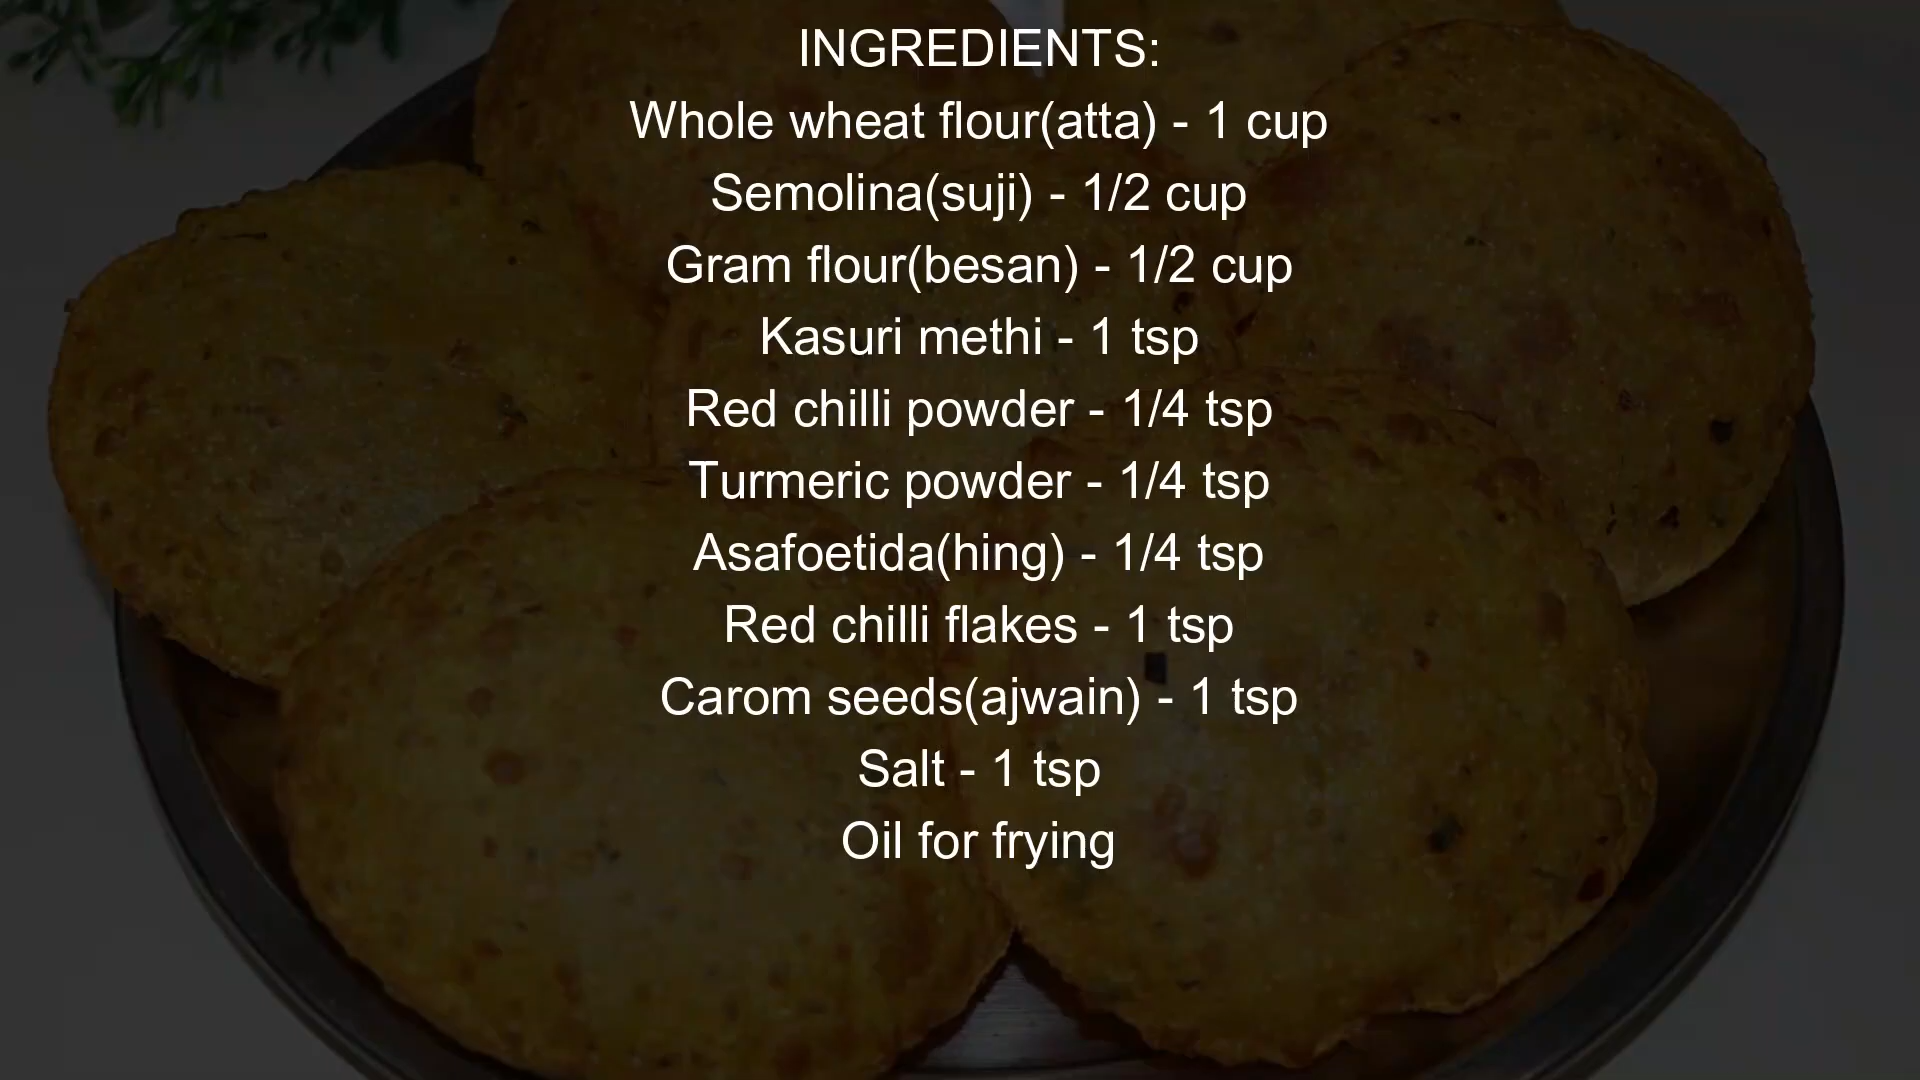 INGREDIENTS:
Whole wheat flour(atta) - 1 cup
Semolina(suji) - 1/2 cup
Gram flour(besan) - 1/2 cup
Kasuri methi - 1 tsp
Red chilli powder - 1/4 tsp
Turmeric powder - 1/4 tsp
Asafoetida(hing) - 1/4 tsp
Red chilli flakes - 1 tsp
Carom seeds(ajwain) - 1 tsp
Salt - 1 tsp
Oil for frying